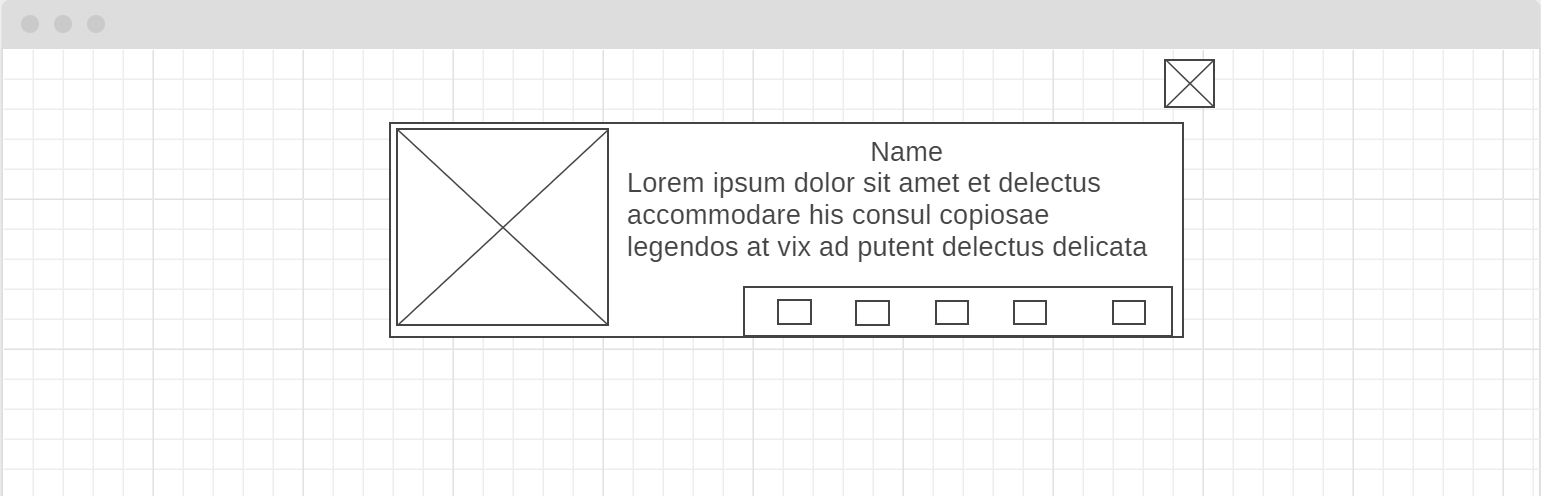 Name
Lorem ipsum dolor sit amet et delectus
accommodare his consul copiosae
legendos at vix ad putent delectus delicata